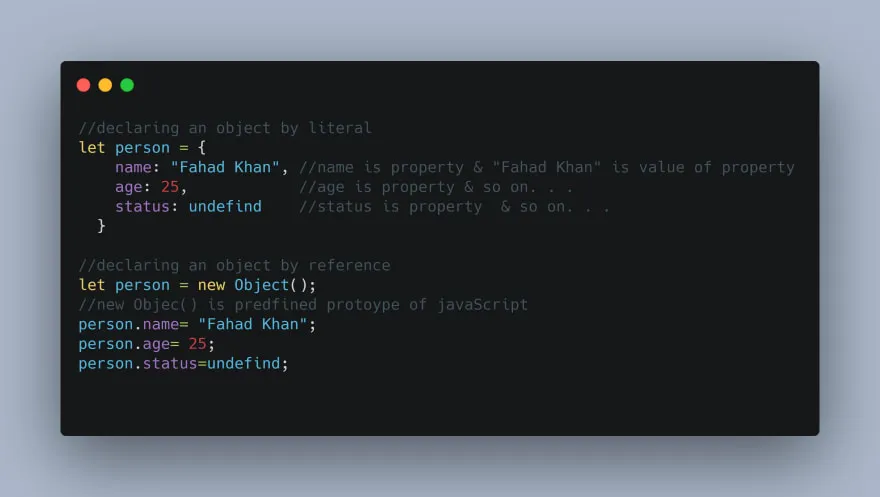 //declaring an object by literal
let person = {
name: "Fahad Khan", //name is property & "Fahad Khan" is value of property
age: 25, //age is property & so on. . .
status: undefind //status is property & so on. . .
}
//declaring an object by reference
let person = new Object();
//new Objec() is predfined protoype of javaScript
person.name= "Fahad Khan";
person.age= 25;
person.status=undefind;